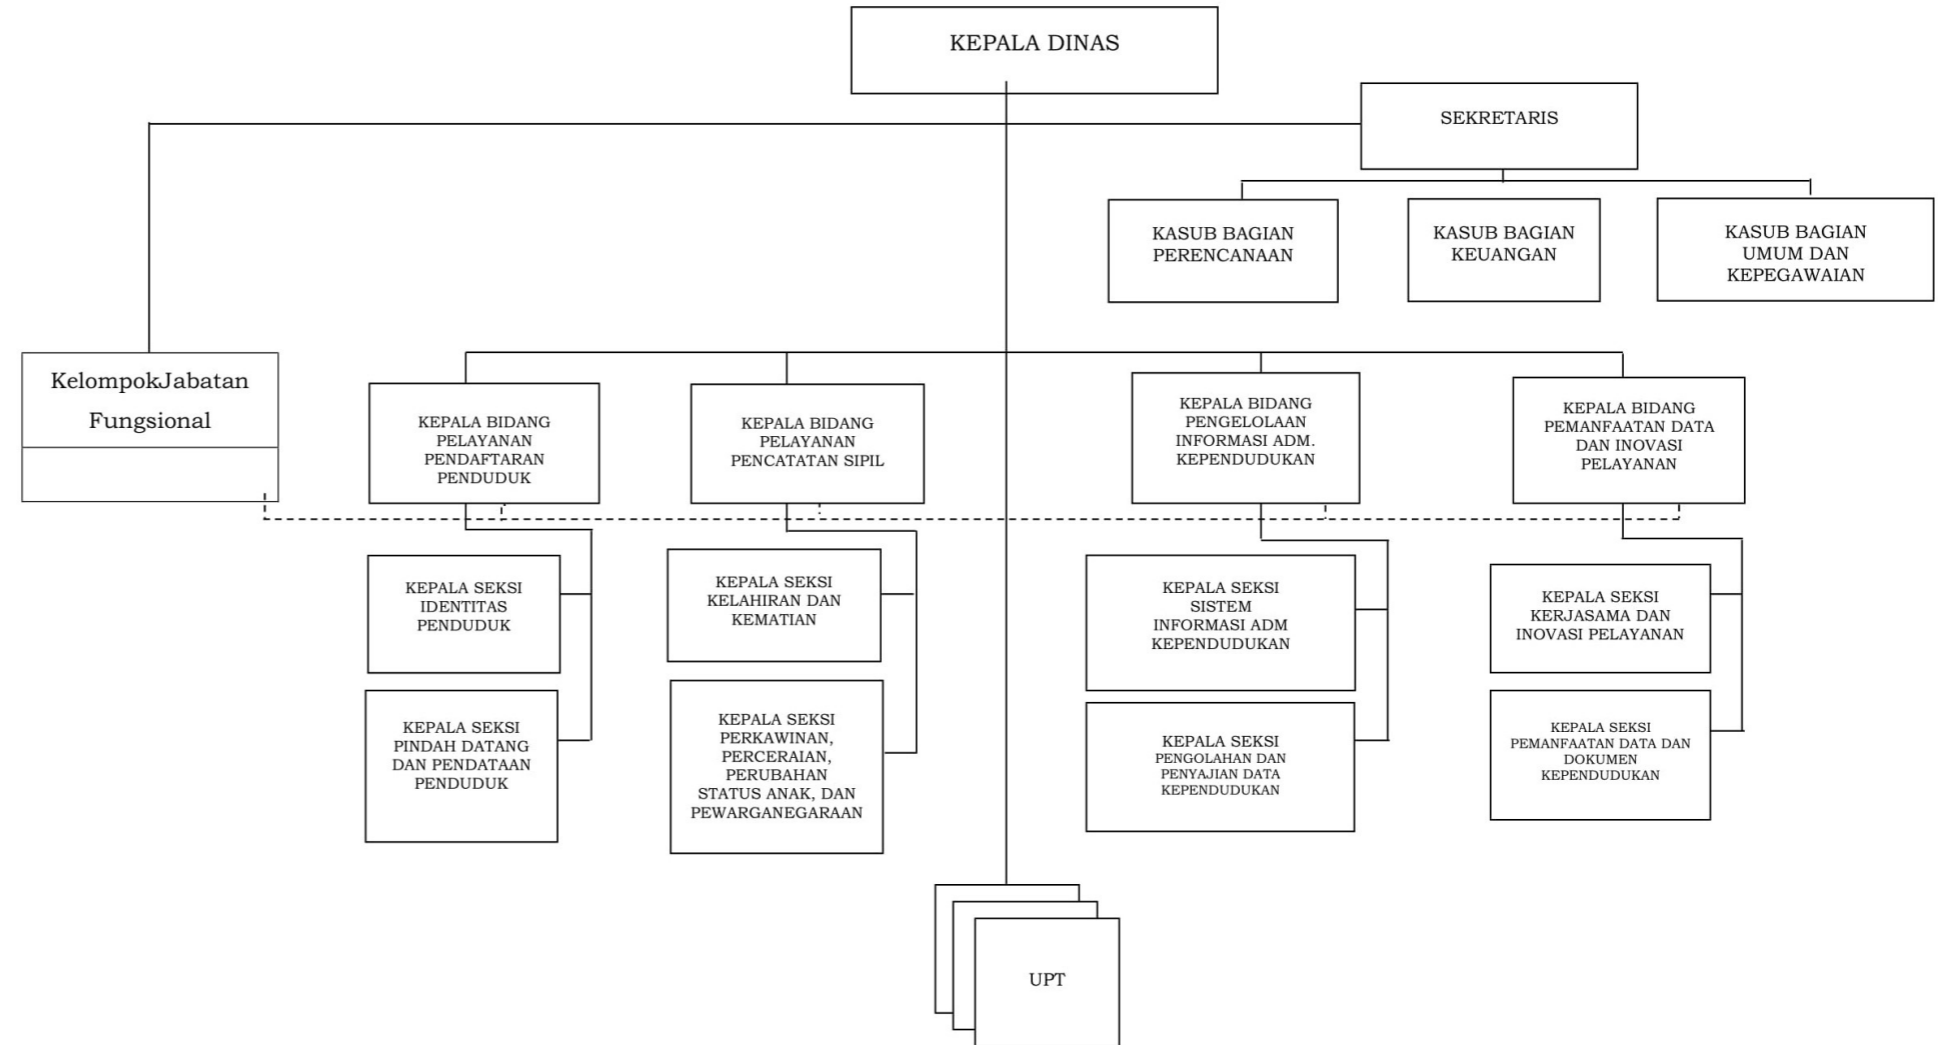 KEPALA DINAS
SEKRETARIS
KASUB BAGIAN
PERENCANAAN
KASUB BAGIAN
KEUANGAN
KASUB BAGIAN
UMUM DAN
KEPEGAWAIAN
KelompokJabatan
Fungsional
KEPALA BIDANG
PELAYANAN
PENDAFTARAN
PENDUDUK
KEPALA BIDANG
PELAYANAN
PENCATATAN SIPIL
KEPALA BIDANG
PENGELOLAAN
INFORMASI ADM.
KEPENDUDUKAN
KEPALA BIDANG
PEMANFAATAN DATA
DAN INOVASI
PELAYANAN
KEPALA SEKSI
IDENTITAS
PENDUDUK
KEPALA SEKSI
KELAHIRAN DAN
KEMATIAN
KEPALA SEKSI
SISTEM
INFORMASI ADM
KEPENDUDUKAN
KEPALA SEKSI
KERJASAMA DAN
INOVASI PELAYANAN
KEPALA SEKSI
PINDAH DATANG
DAN PENDATAAN
PENDUDUK
KEPALA SEKSI
PERKAWINAN,
PERCERAIAN,
PERUBAHAN
STATUS ANAK, DAN
PEWARGANEGARAAN
KEPALA SEKSI
PENGOLAHAN DAN
PENYAJIAN DATA
KEPENDUDUKAN
KEPALA SEKSI
PEMANFAATAN DATA DAN
DOKUMEN
KEPENDUDUKAN
UPT